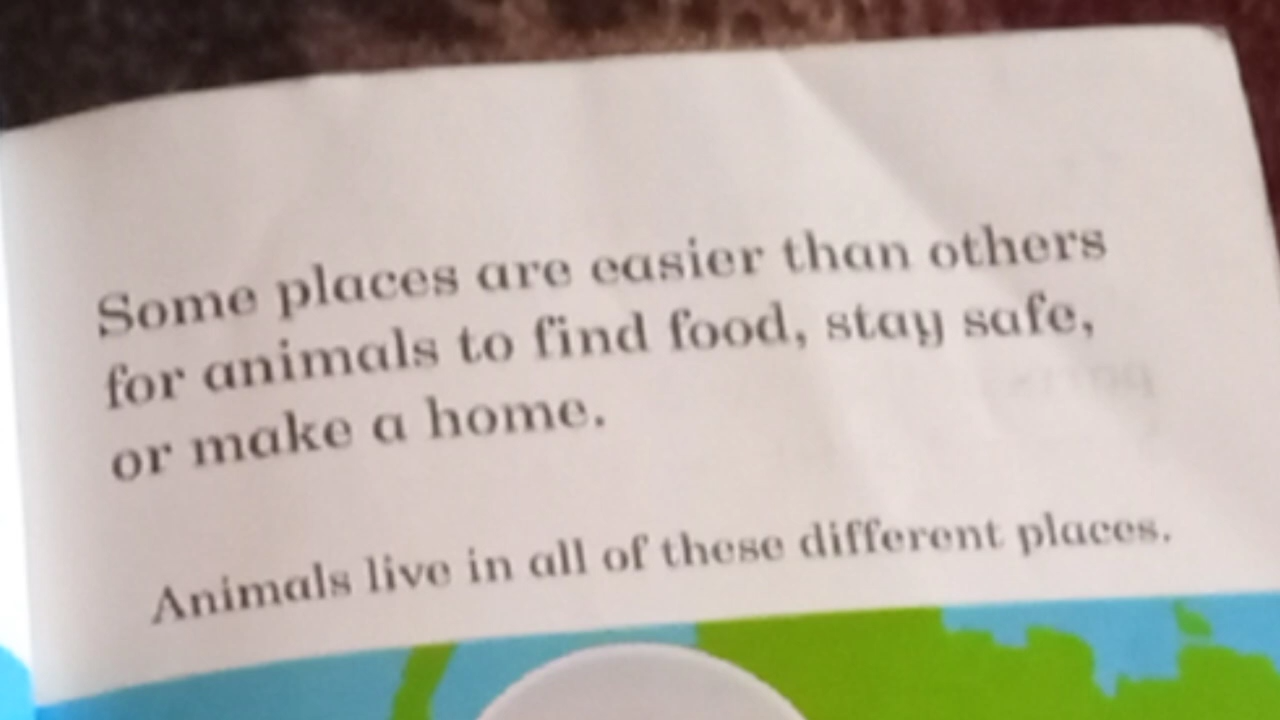 Some places are easier than others
for animals to find food, stay safe,
or make a home.
Animals live in all of these different places.